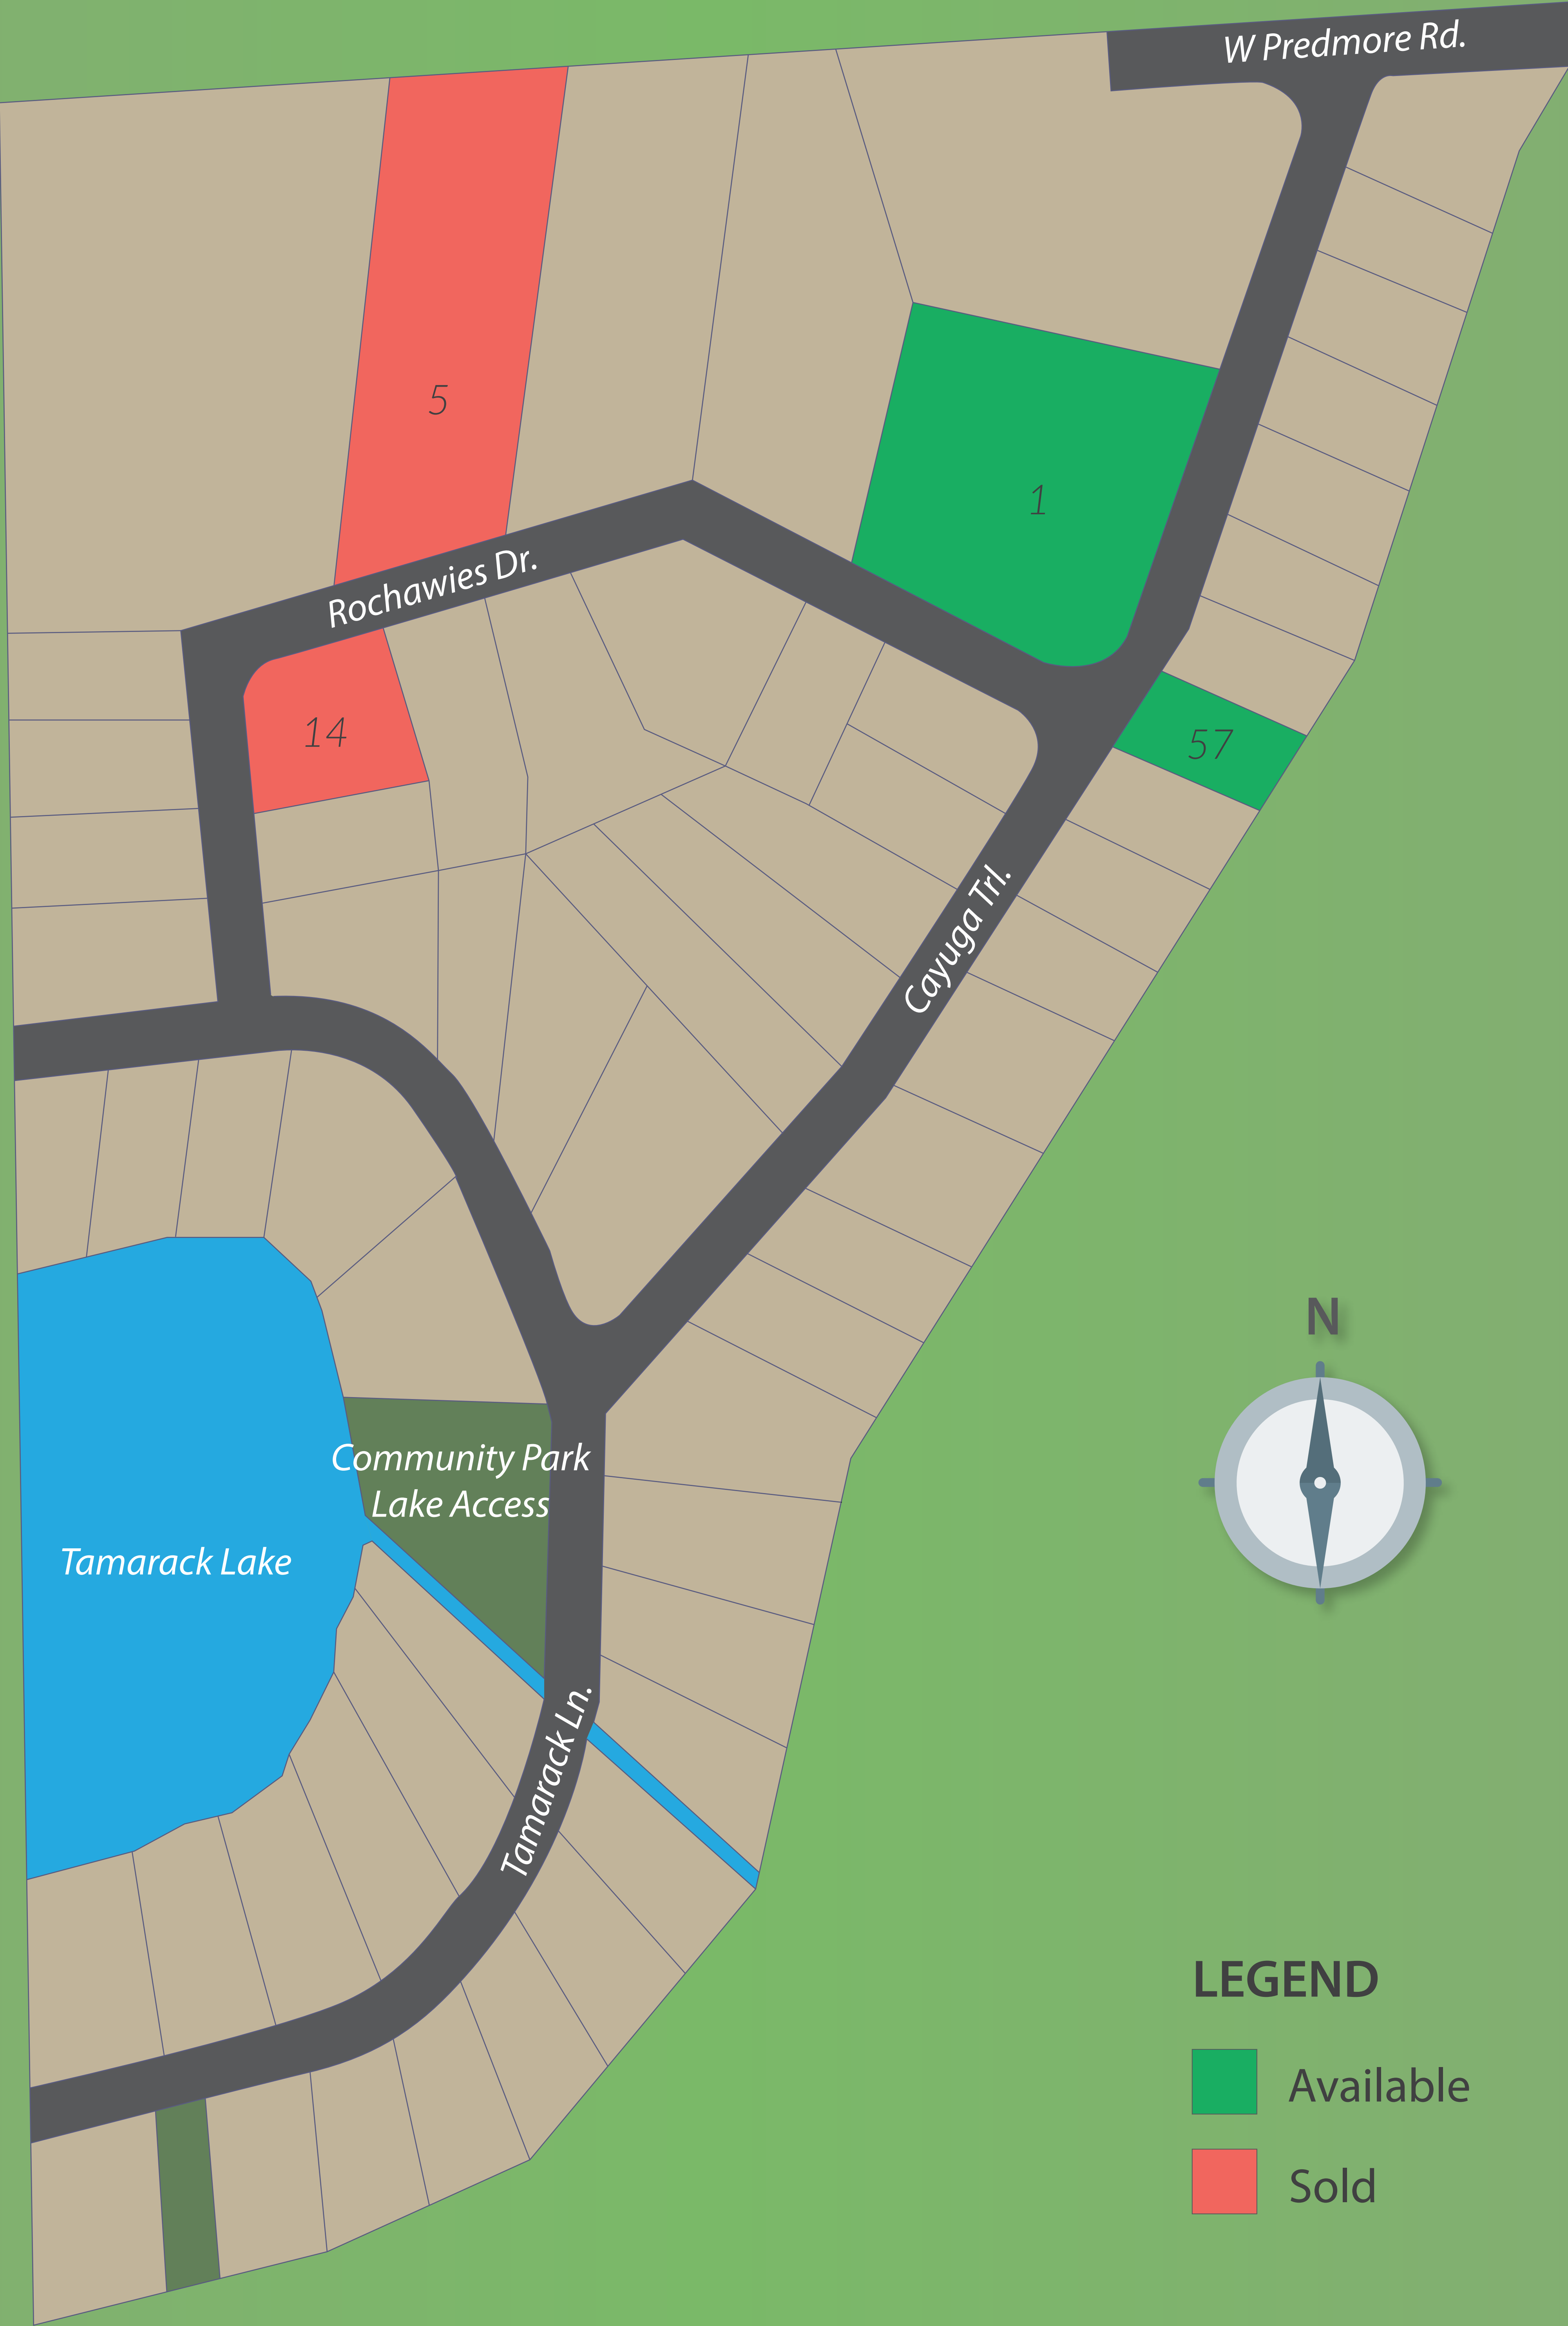 W Predmore Rd.
5
1
Rochawies Dr.
14
57
Cayuga Trl.
N
Community Park
Lake Access
Tamarack Lake
Tamarack Ln.
LEGEND
Available
Sold